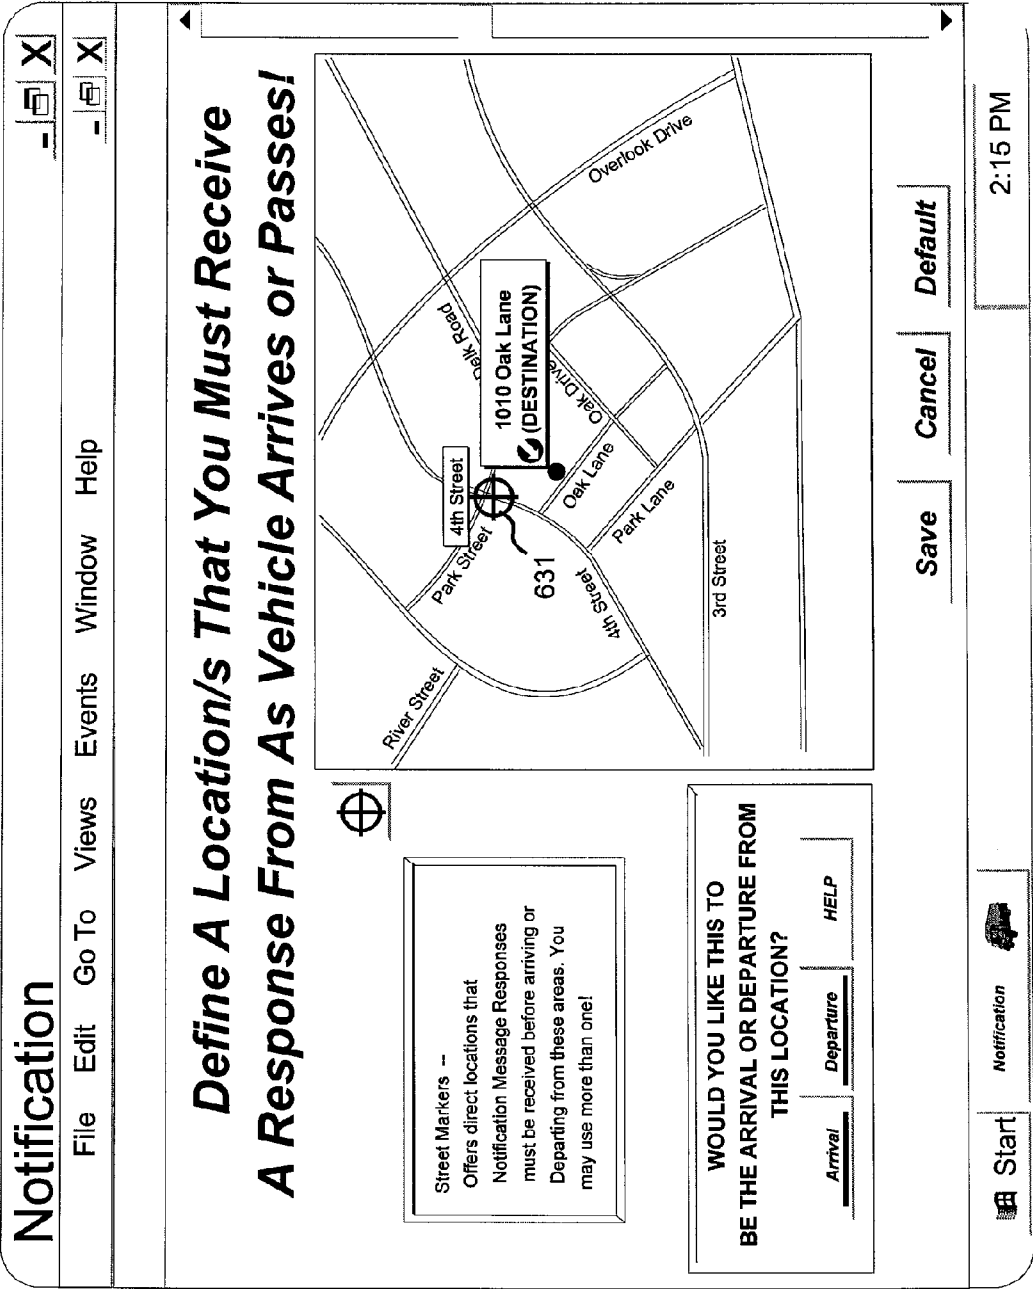 Notification
File Edit Go To Views Events Window Help
Define A Location/s That You Must Receive
A Response From As Vehicle Arrives or Passes!
Street Markers --
Offers direct locations that
Notification Message Responses
must be received before arriving or
Departing from these areas. You
may use more than one!
WOULD YOU LIKE THIS TO
BE THE ARRIVAL OR DEPARTURE FROM
THIS LOCATION?
Arrival Departure HELP
River Street
Park Street
4th Street
631
4th Street
Belk Road
1010 Oak Lane
(DESTINATION)
Oak Drive
Oak Lane
Park Lane
3rd Street
Overlook Drive
Save Cancel Default
Start Notification 2:15 PM